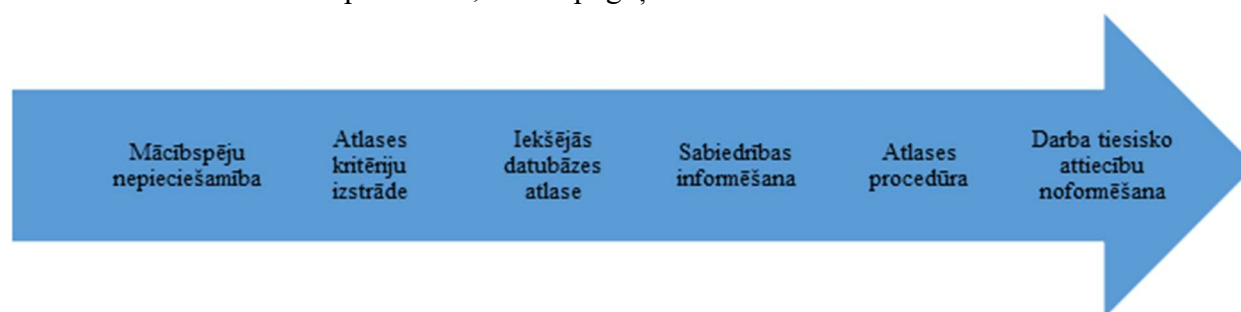 Mācībspēju
nepieciešamība
Atlases
kritēriju
izstrāde
Iekšējās
datubāzes
atlase
Sabiedrības
informēšana
Atlases
procedūra
Darba tiesisko
attiecību
noformēšana